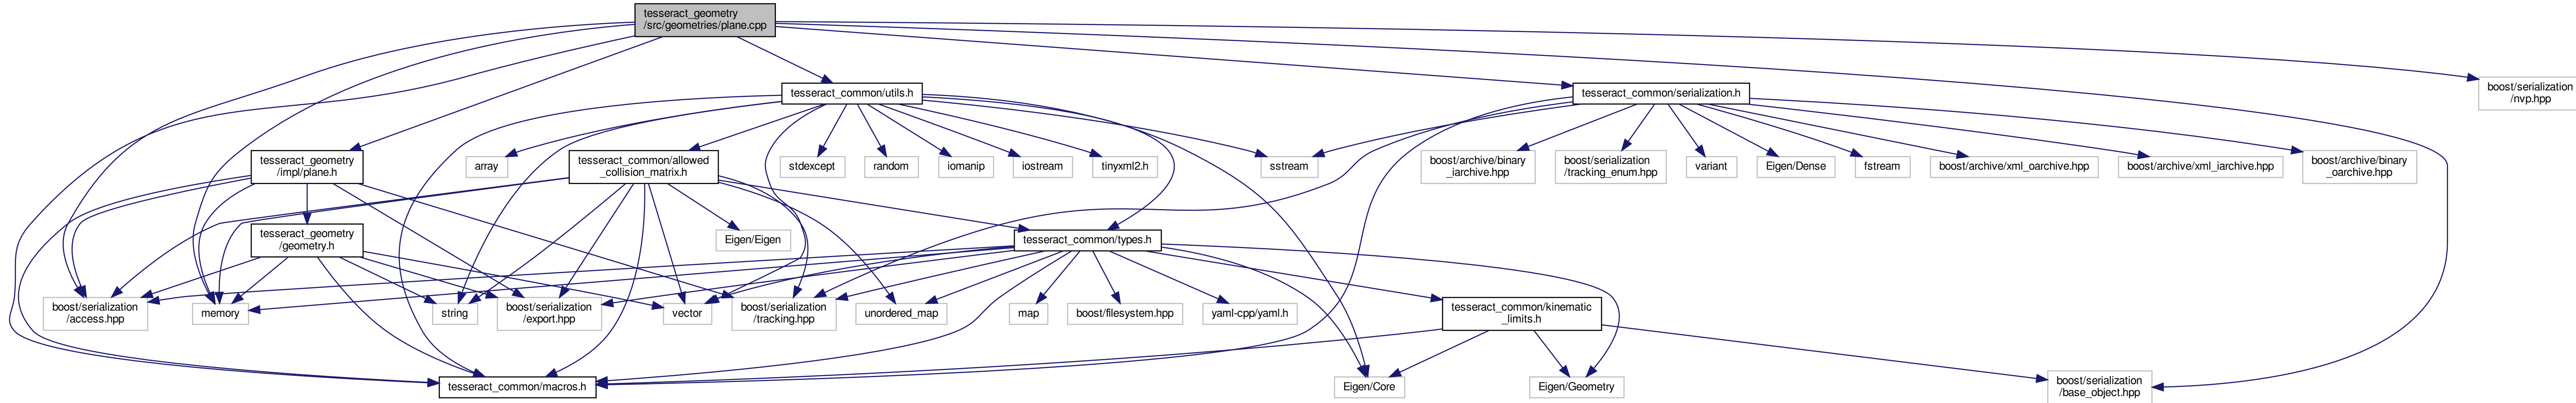 tesseract_geometry
/src/geometries/plane.cpp
tesseract_common/utils.h
tesseract_common/serialization.h
boost/serialization
/nvp.hpp
tesseract_geometry
/impl/plane.h
array
tesseract_common/allowed
_collision_matrix.h
stdexcept
random
iomanip
iostream
tinyxml2.h
sstream
boost/archive/binary
_iarchive.hpp
boost/serialization
/tracking_enum.hpp
variant
Eigen/Dense
fstream
boost/archive/xml_oarchive.hpp
boost/archive/xml_iarchive.hpp
boost/archive/binary
_oarchive.hpp
tesseract_geometry
/geometry.h
Eigen/Eigen
tesseract_common/types.h
boost/serialization
/access.hpp
memory
string
boost/serialization
/export.hpp
vector
boost/serialization
/tracking.hpp
unordered_map
map
boost/filesystem.hpp
yaml-cpp/yaml.h
tesseract_common/kinematic
_limits.h
tesseract_common/macros.h
Eigen/Core
Eigen/Geometry
boost/serialization
/base_object.hpp